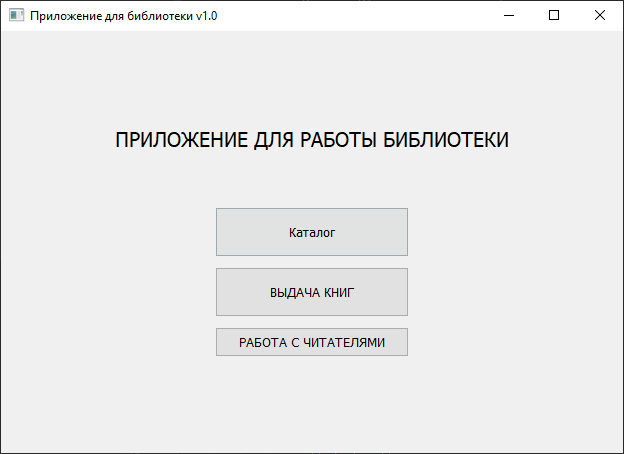 Приложение для библиотеки v1.0
ПРИЛОЖЕНИЕ ДЛЯ РАБОТЫ БИБЛИОТЕКИ
Каталог
ВЫДАЧА КНИГ
РАБОТА С ЧИТАТЕЛЯМИ